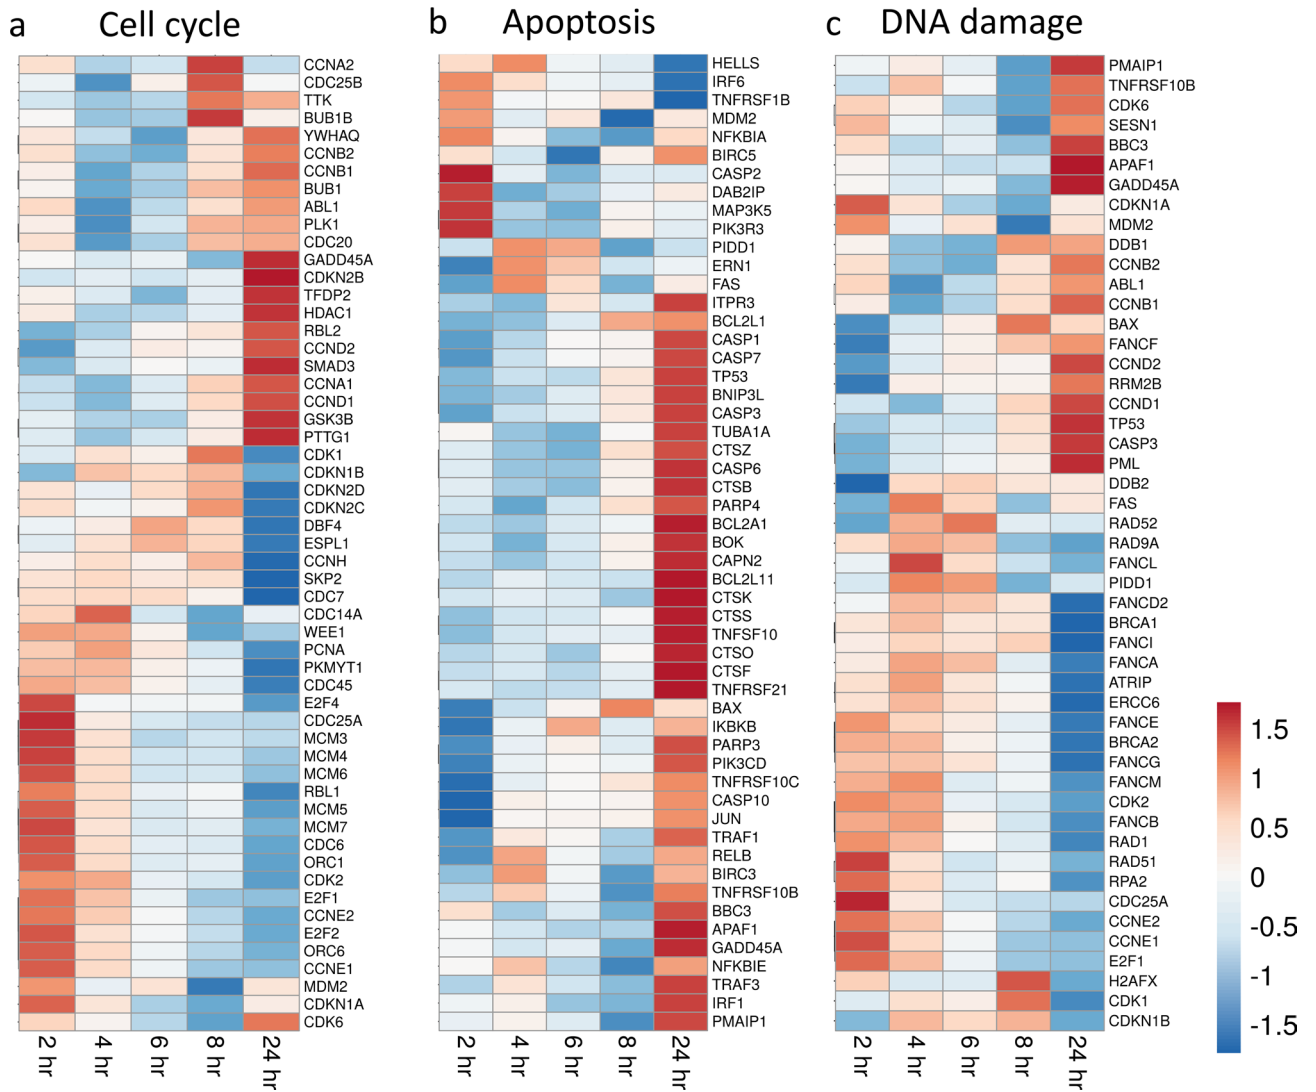 a Cell cycle
CCNA2
CDC25B
TTK
BUB1B
YWHAQ
CCNB2
CCNB1
BUB1
ABL1
PLK1
CDC20
GADD45A
CDKN2B
TFDP2
HDAC1
RBL2
CCND2
SMAD3
CCNA1
CCND1
GSK3B
PTTG1
CDK1
CDKN1B
CDKN2D
CDKN2C
DBF4
ESPL1
CCNH
SKP2
CDC7
CDC14A
WEE1
PCNA
PKMYT1
CDC45
E2F4
CDC25A
MCM3
MCM4
MCM6
RBL1
MCM5
MCM7
CDC6
ORC1
CDK2
E2F1
CCNE2
E2F2
ORC6
CCNE1
MDM2
CDKN1A
CDK6
2 hr
4 hr
6 hr
8 hr
24 hr
b Apoptosis
HELLS
IRF6
TNFRSF1B
MDM2
NFKBIA
BIRC5
CASP2
DAB2IP
MAP3K5
PIK3R3
PIDD1
ERN1
FAS
ITPR3
BCL2L1
CASP1
CASP7
TP53
BNIP3L
CASP3
TUBA1A
CTSZ
CASP6
CTSB
PARP4
BCL2A1
BOK
CAPN2
BCL2L11
CTSK
CTSS
TNFSF10
CTSO
CTSF
TNFRSF21
BAX
IKBKB
PARP3
PIK3CD
TNFRSF10C
CASP10
JUN
TRAF1
RELB
BIRC3
TNFRSF10B
BBC3
APAF1
GADD45A
NFKBIE
TRAF3
IRF1
PMAIP1
2 hr
4 hr
6 hr
8 hr
24 hr
c DNA damage
PMAIP1
TNFRSF10B
CDK6
SESN1
BBC3
APAF1
GADD45A
CDKN1A
MDM2
DDB1
CCNB2
ABL1
CCNB1
BAX
FANCF
CCND2
RRM2B
CCND1
TP53
CASP3
PML
DDB2
FAS
RAD52
RAD9A
FANCL
PIDD1
FANCD2
BRCA1
FANCI
FANCA
ATRIP
ERCC6
FANCE
BRCA2
FANCG
FANCM
CDK2
FANCB
RAD1
RAD51
RPA2
CDC25A
CCNE2
CCNE1
E2F1
H2AFX
CDK1
CDKN1B
2 hr
4 hr
6 hr
8 hr
24 hr
1.5
1
0.5
0
-0.5
-1
-1.5